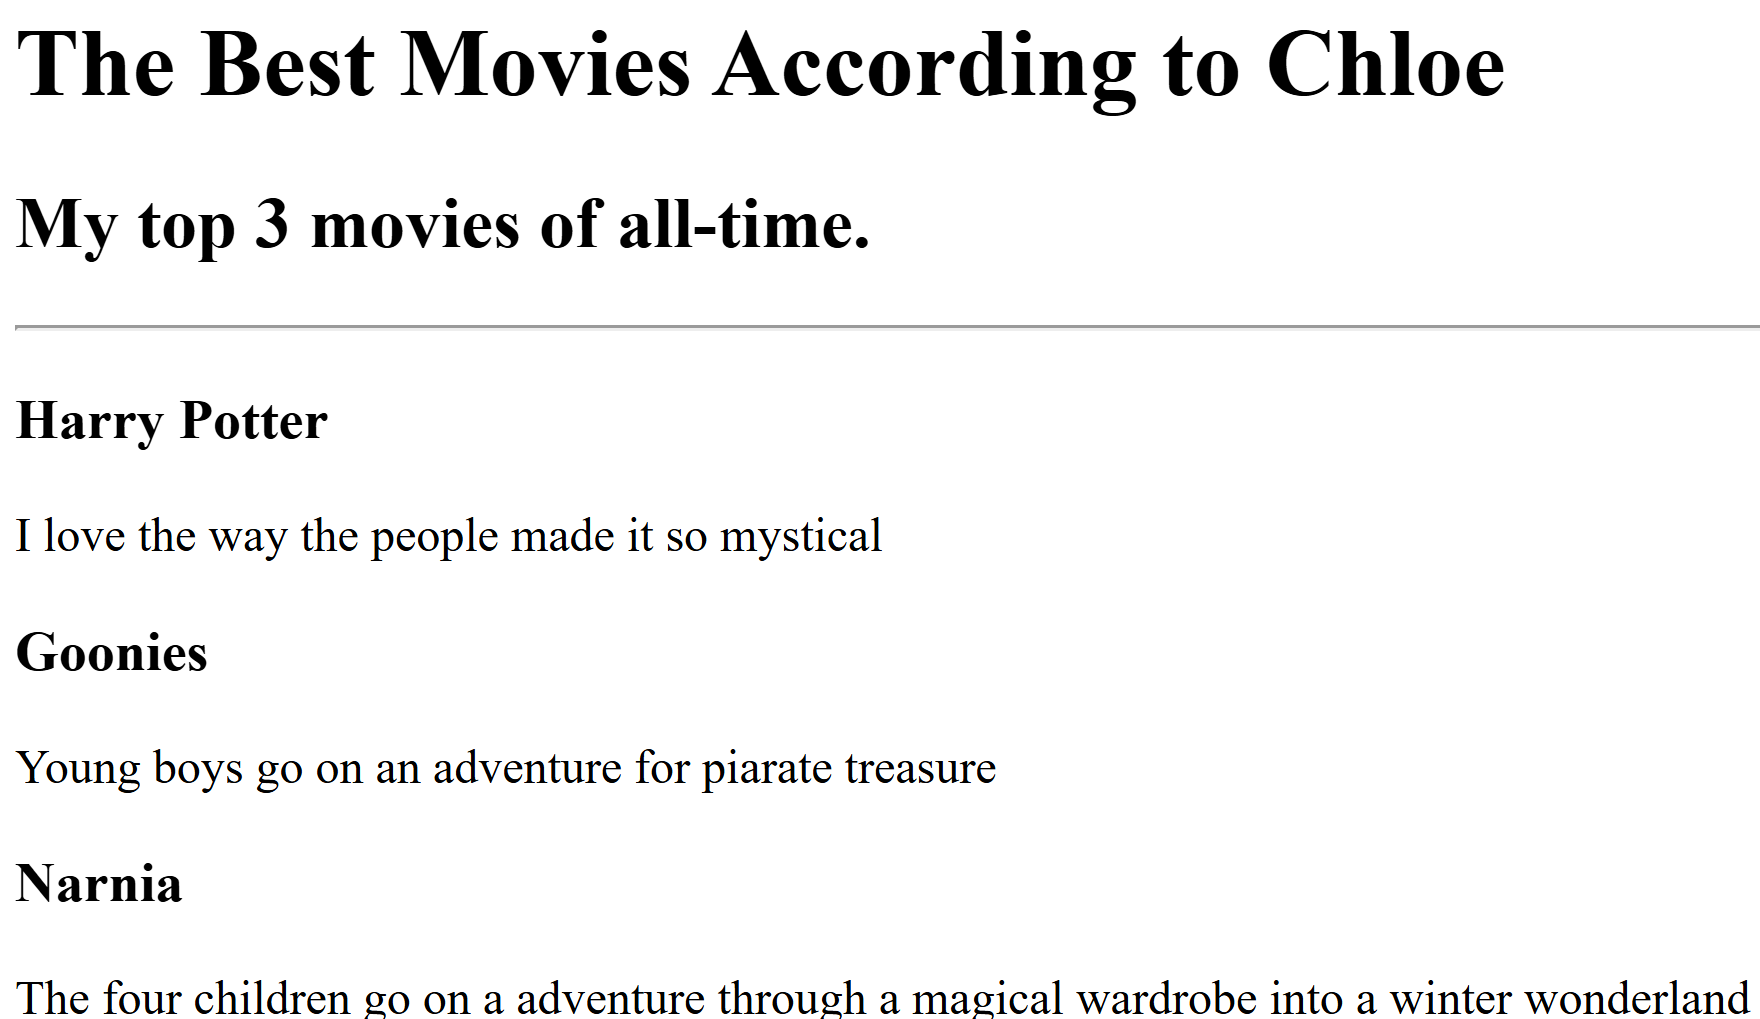 The Best Movies According to Chloe
My top 3 movies of all-time.
Harry Potter
I love the way the people made it so mystical
Goonies
Young boys go on an adventure for piarate treasure
Narnia
The four children go on a adventure through a magical wardrobe into a winter wonderland